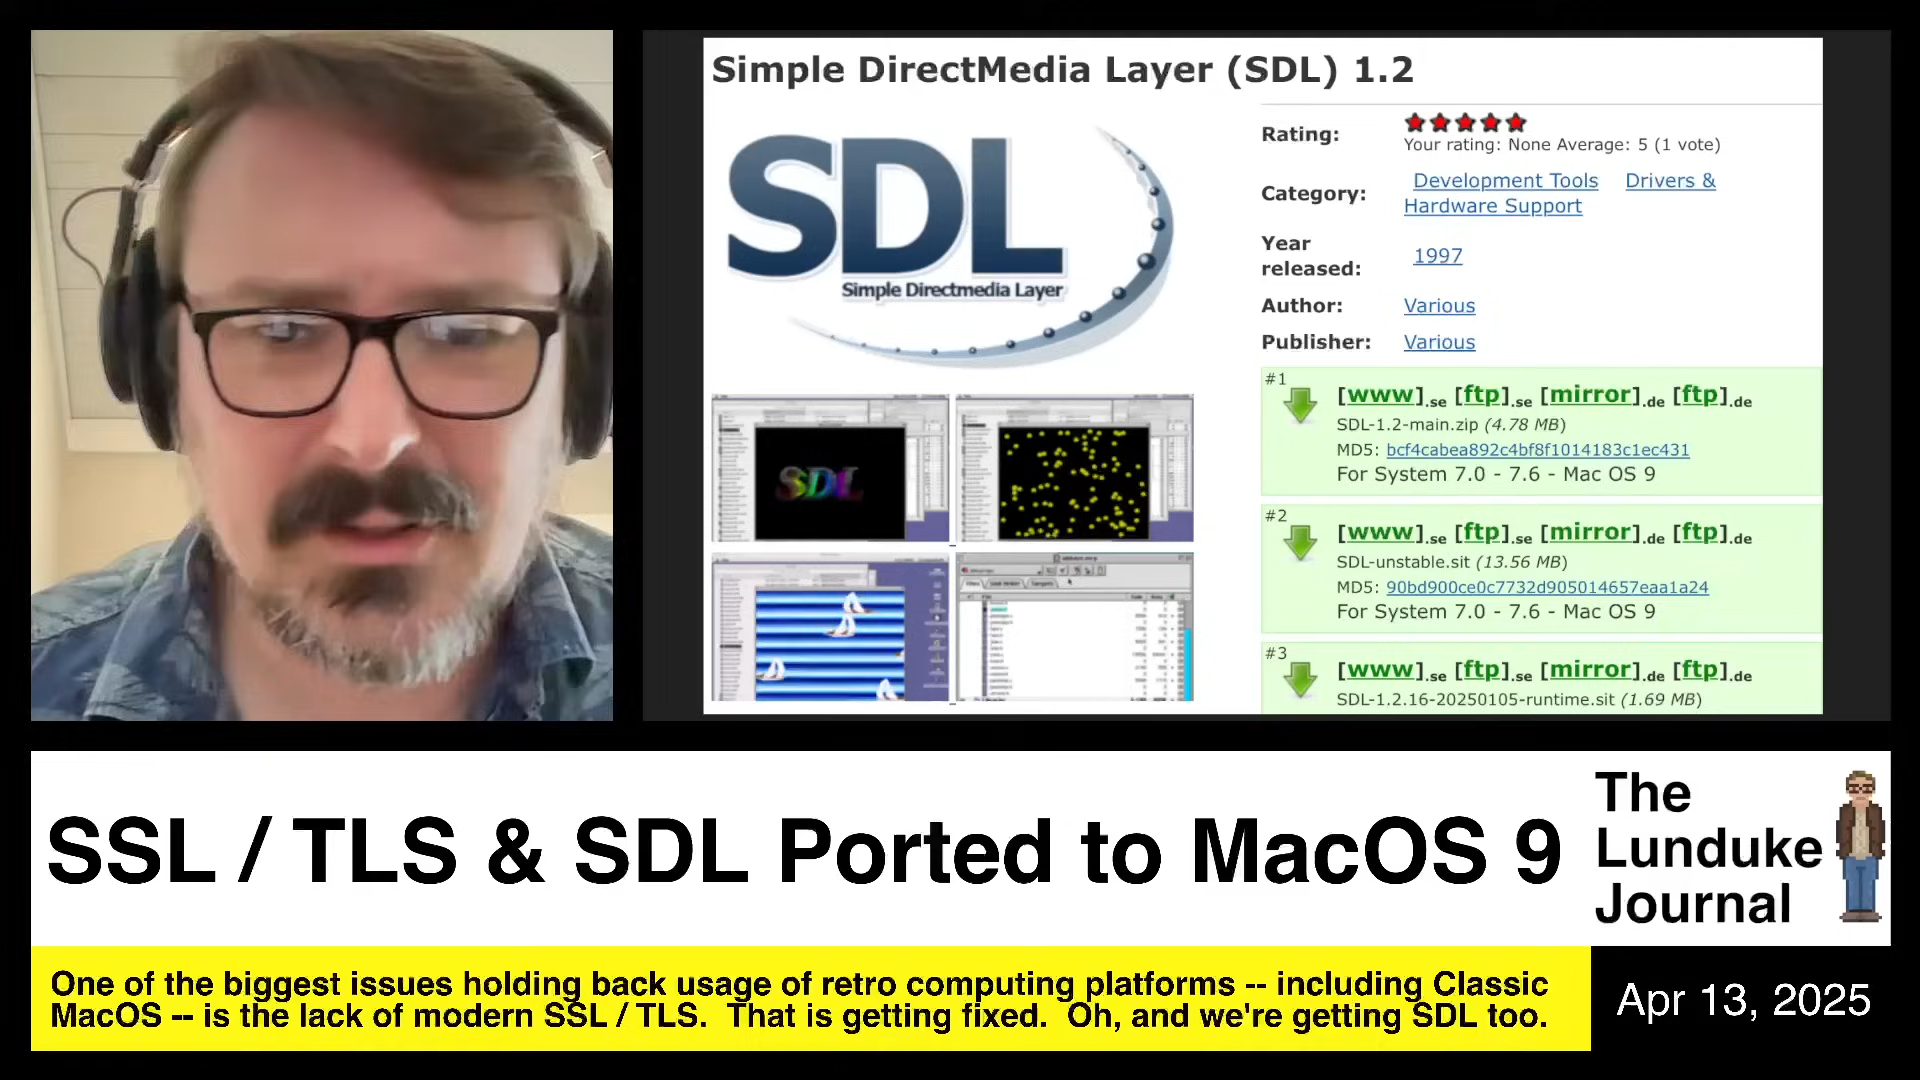 Simple DirectMedia Layer (SDL) 1.2
SDL
Simple Directmedia Layer
SDL
Rating:
Your rating: None Average: 5 (1 vote)
Category:
Development Tools Drivers &
Hardware Support
Year
released:
1997
Author:
Various
Publisher:
Various
#1
[www].se [ftp].se [mirror].de [ftp].de
SDL-1.2-main.zip (4.78 MB)
MD5: bcf4cabea892c4bf8f1014183c1ec431
For System 7.0 - 7.6 - Mac OS 9
#2
[www].se [ftp].se [mirror].de [ftp].de
SDL-unstable.sit (13.56 MB)
MD5: 90bd900ce0c7732d905014657eaa1a24
For System 7.0 - 7.6 - Mac OS 9
#3
[www].se [ftp].se [mirror].de [ftp].de
SDL-1.2.16-20250105-runtime.sit (1.69 MB)
SSL / TLS & SDL Ported to MacOS 9
The
Lunduke
Journal
One of the biggest issues holding back usage of retro computing platforms -- including Classic
MacOS -- is the lack of modern SSL / TLS.  That is getting fixed.  Oh, and we're getting SDL too.
Apr 13, 2025